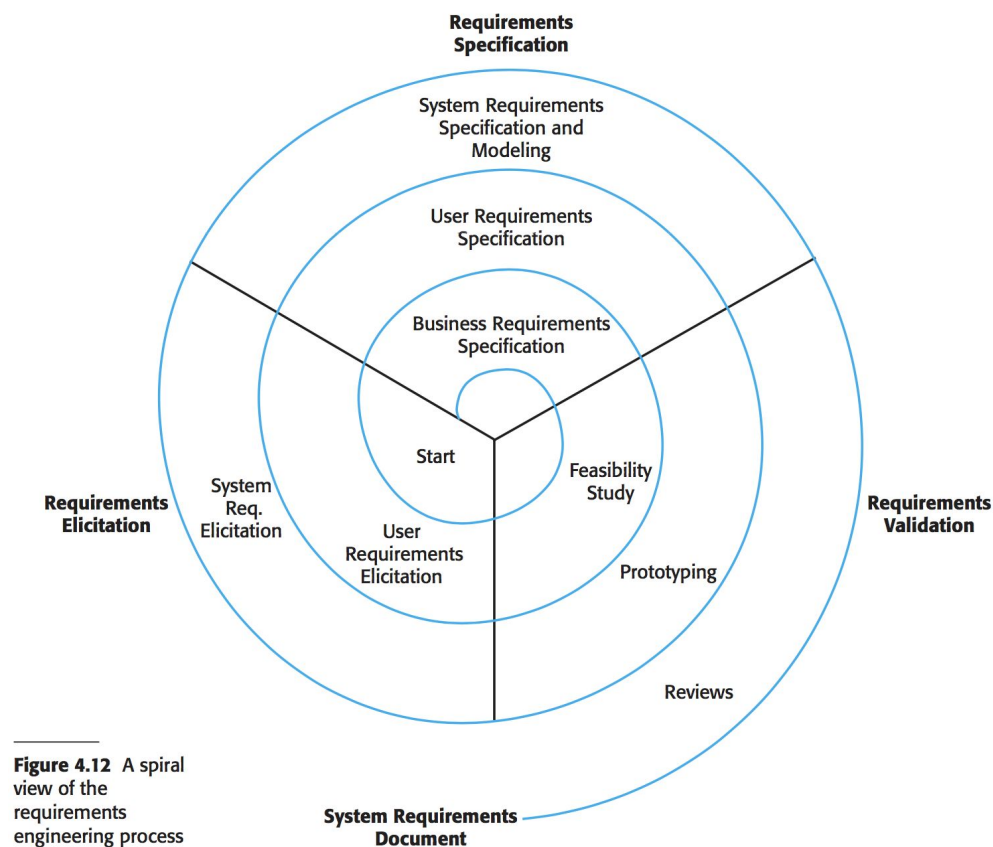 Requirements
Specification
System Requirements
Specification and
Modeling
User Requirements
Specification
Business Requirements
Specification
Start
Feasibility
Study
Requirements
Elicitation
System
Req.
Elicitation
User
Requirements
Elicitation
Requirements
Validation
Prototyping
Reviews
Figure 4.12 A spiral
view of the
requirements
engineering process
System Requirements
Document